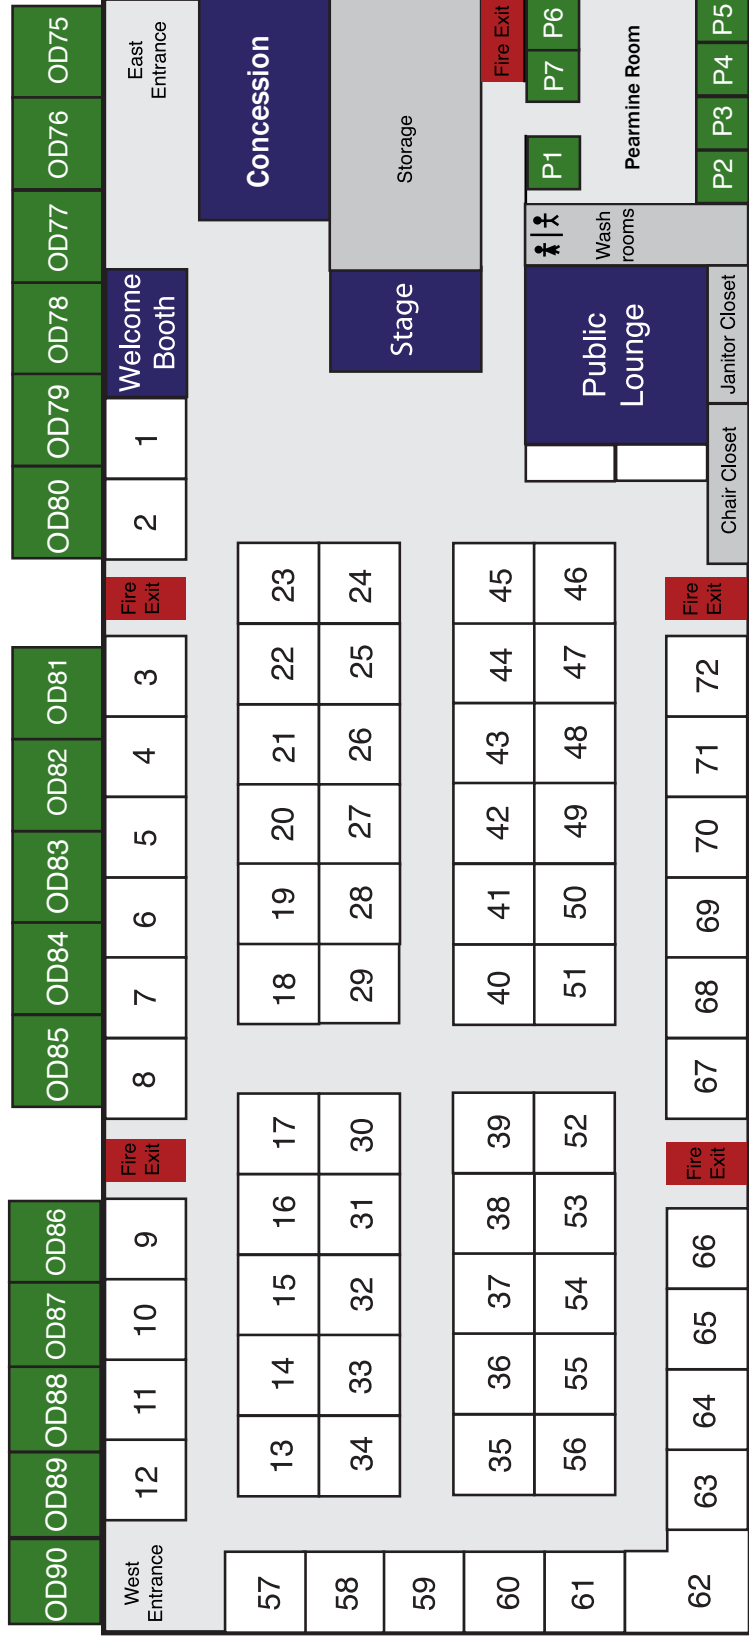 OD90
OD89
OD88
OD87
OD86
OD85
OD84
OD83
OD82
OD81
OD80
OD79
OD78
OD77
OD76
OD75
West
Entrance
12
11
10
9
Fire
Exit
8
7
6
5
4
3
Fire
Exit
2
1
Welcome
Booth
East
Entrance
57
13
14
15
16
17
18
19
20
21
22
23
Concession
58
34
33
32
31
30
29
28
27
26
25
24
Stage
Storage
59
60
35
36
37
38
39
40
41
42
43
44
45
Fire Exit
61
56
55
54
53
52
51
50
49
48
47
46
Public
Lounge
Wash
rooms
P1
P7
P6
Pearmine Room
62
63
64
65
66
Fire
Exit
67
68
69
70
71
72
Fire
Exit
Chair Closet
Janitor Closet
P2
P3
P4
P5